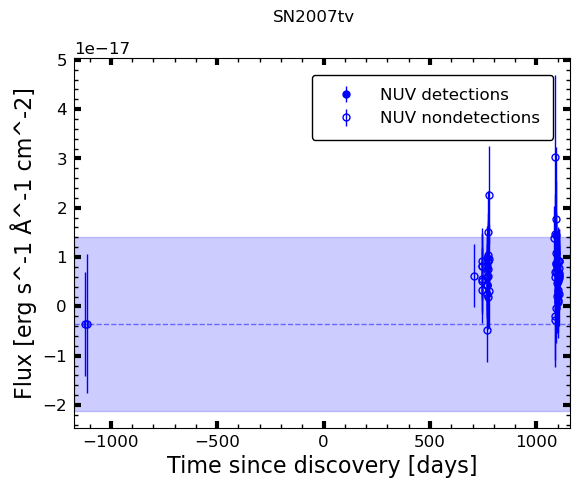 SN2007tv
1e−17
5
4
3
2
1
0
−1
−2
Flux [erg s^-1 Å^-1 cm^-2]
NUV detections
NUV nondetections
−1000 −500 0 500 1000
Time since discovery [days]